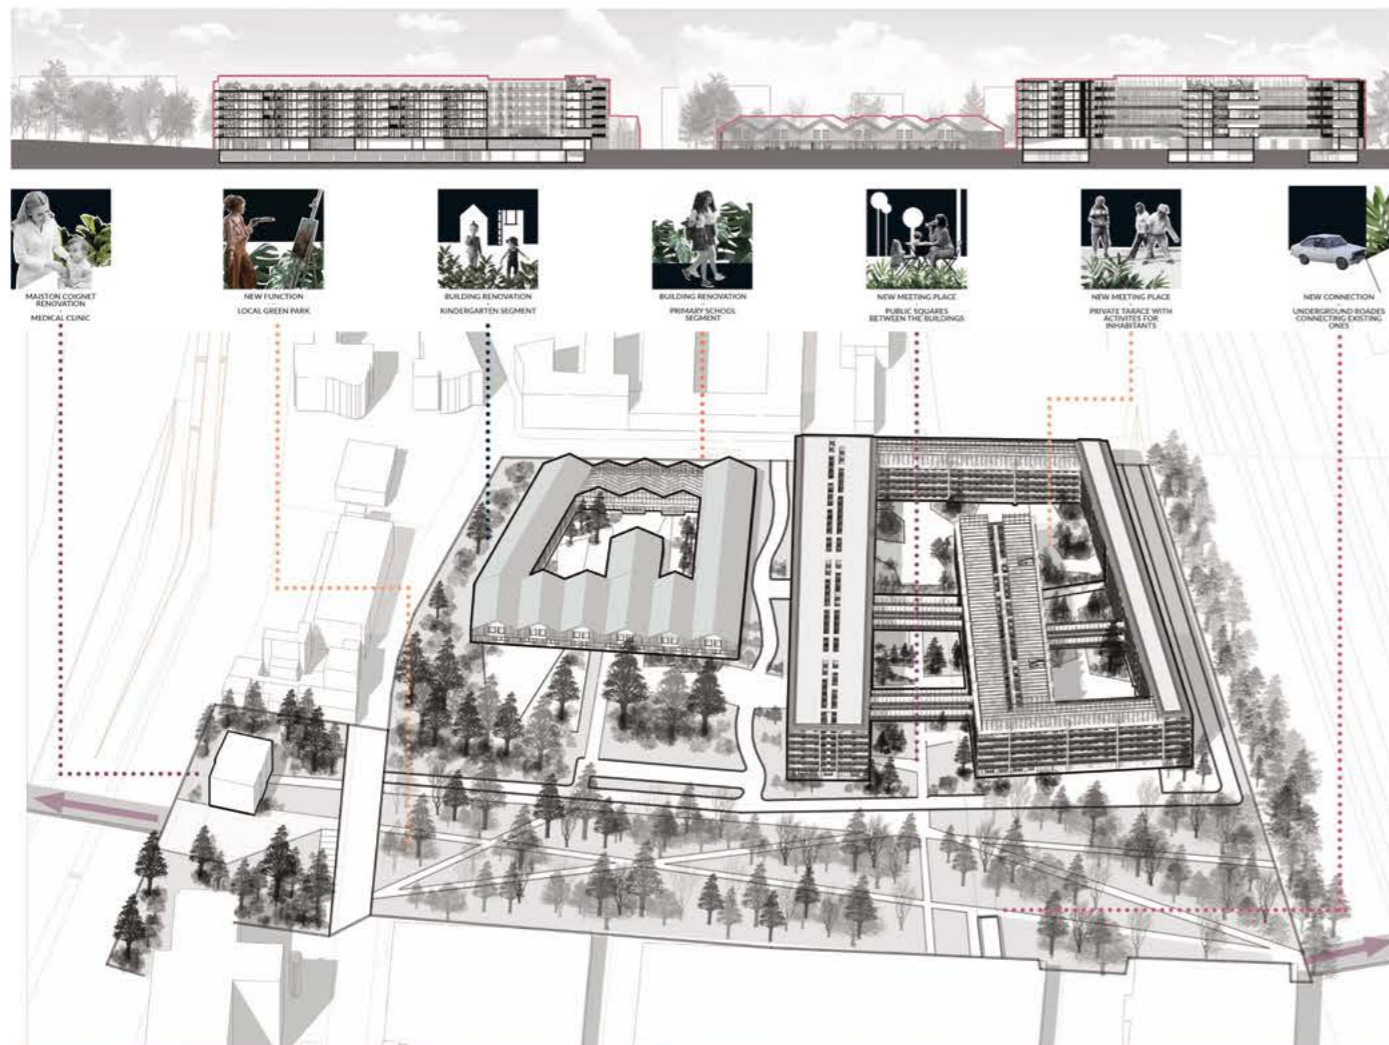 MAISTON COIGNET
RENOVATION
-
MEDICAL CLINIC
NEW FUNCTION
-
LOCAL GREEN PARK
BUILDING RENOVATION
-
KINDERGARTEN SEGMENT
BUILDING RENOVATION
-
PRIMARY SCHOOL
SEGMENT
NEW MEETING PLACE
-
PUBLIC SQUARES
BETWEEN THE BUILDINGS
NEW MEETING PLACE
-
PRIVATE TARACE WITH
ACTIVITES FOR
INHABITANTS
NEW CONNECTION
-
UNDERGROUND ROADES
CONNECTING EXISTING
ONES